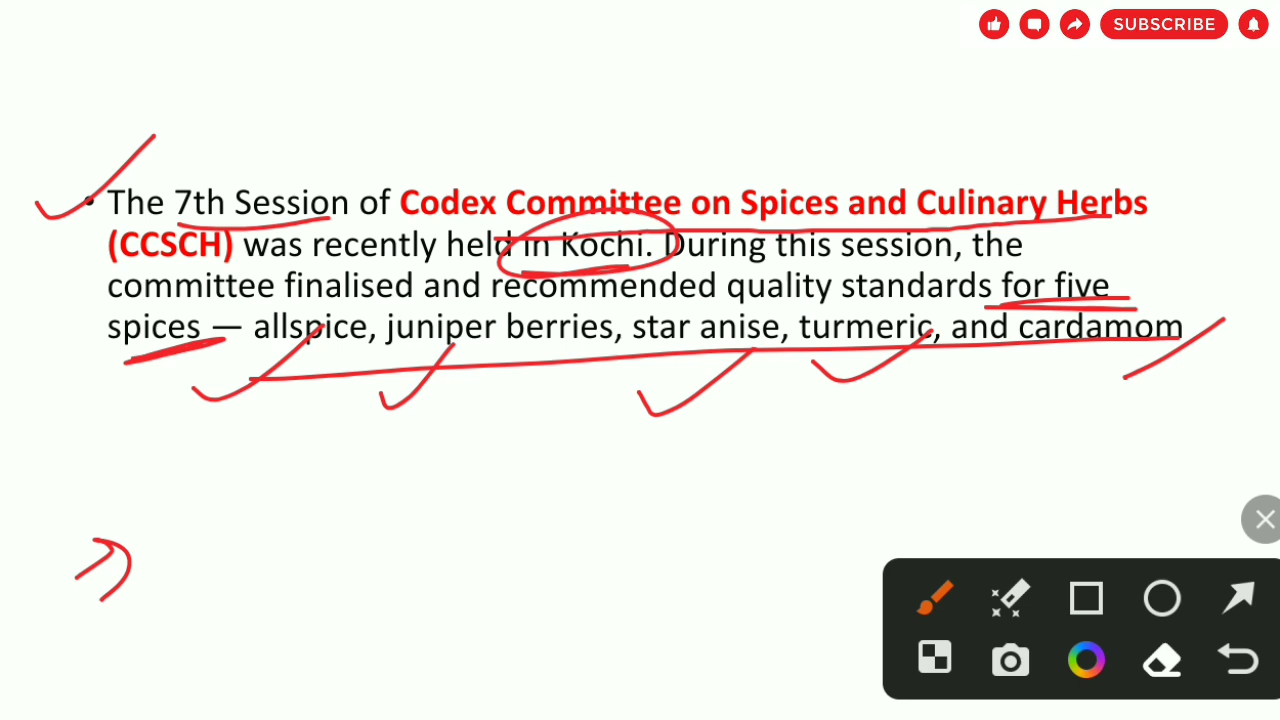 SUBSCRIBE
• The 7th Session of Codex Committee on Spices and Culinary Herbs
(CCSCH) was recently held in Kochi. During this session, the
committee finalised and recommended quality standards for five
spices — allspice, juniper berries, star anise, turmeric, and cardamom